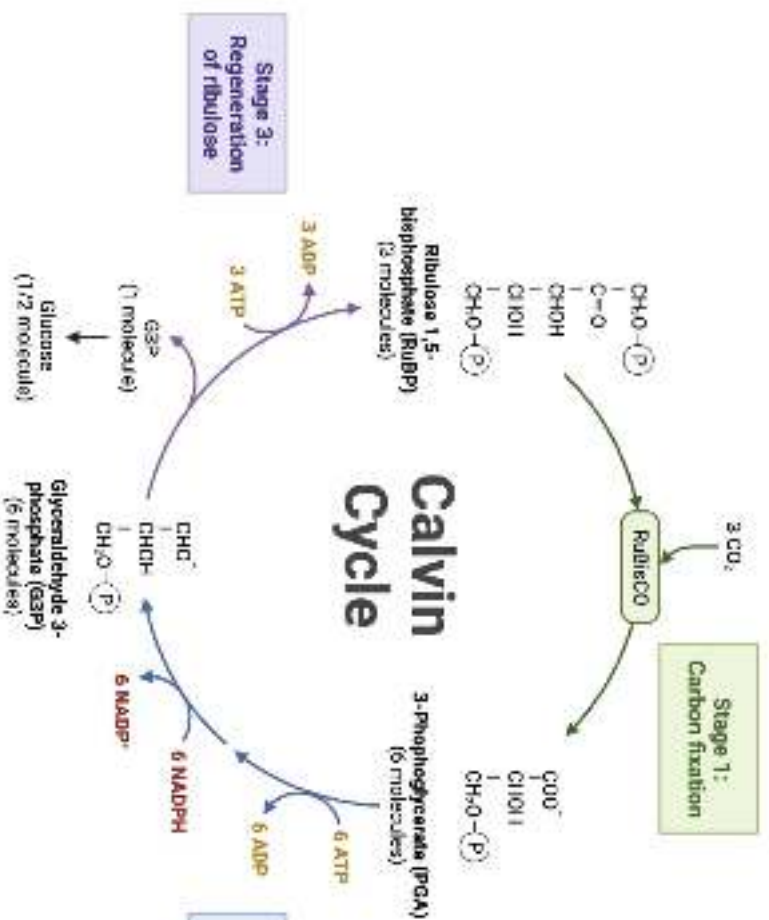 3 CO₂
Stage 1:
Carbon fixation
RuBisCO
CH₂O-P
C=O
CHOH
CHOH
CH₂O-P
Ribulose 1,5-
bisphosphate (RuBP)
(3 molecules)
COO⁻
CHOH
CH₂O-P
3-Phophoglycerate (PGA)
(6 molecules)
Calvin
Cycle
6 ATP
6 ADP
6 NADPH
6 NADP⁺
CHO
CHOH
CH₂O-P
Glyceraldehyde 3-
phosphate (G3P)
(6 molecules)
3 ADP
3 ATP
G3P
(1 molecule)
Glucose
(1/2 molecule)
Stage 3:
Regeneration
of ribulose